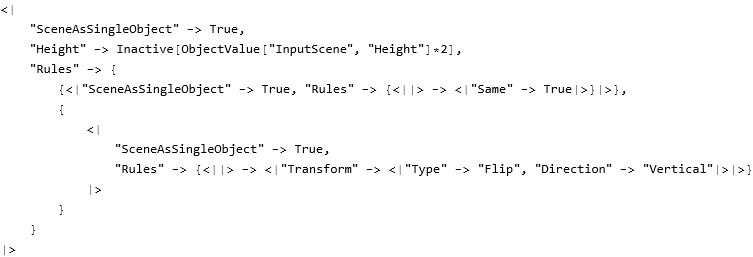 <|
    "SceneAsSingleObject" -> True,
    "Height" -> Inactive[ObjectValue["InputScene", "Height"]*2],
    "Rules" -> {
        {<|"SceneAsSingleObject" -> True, "Rules" -> {<||> -> <|"Same" -> True|>}|>},
        {
            <|
                "SceneAsSingleObject" -> True,
                "Rules" -> {<||> -> <|"Transform" -> <|"Type" -> "Flip", "Direction" -> "Vertical"|>|>}
            |>
        }
    }
|>